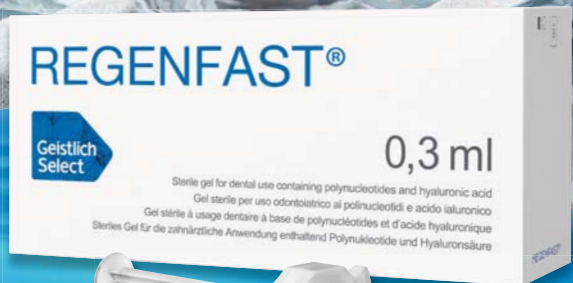 REGENFAST®
Geistlich
Select
0,3 ml
Sterile gel for dental use containing polynucleotides and hyaluronic acid
Gel sterile per uso odontoiatrico ai polinucleotidi e acido ialuronico
Gel stérile à usage dentaire à base de polynucléotides et d'acide hyaluronique
Steriles Gel für die zahnärztliche Anwendung enthaltend Polynukleotide und Hyaluronsäure
REGENFAST®